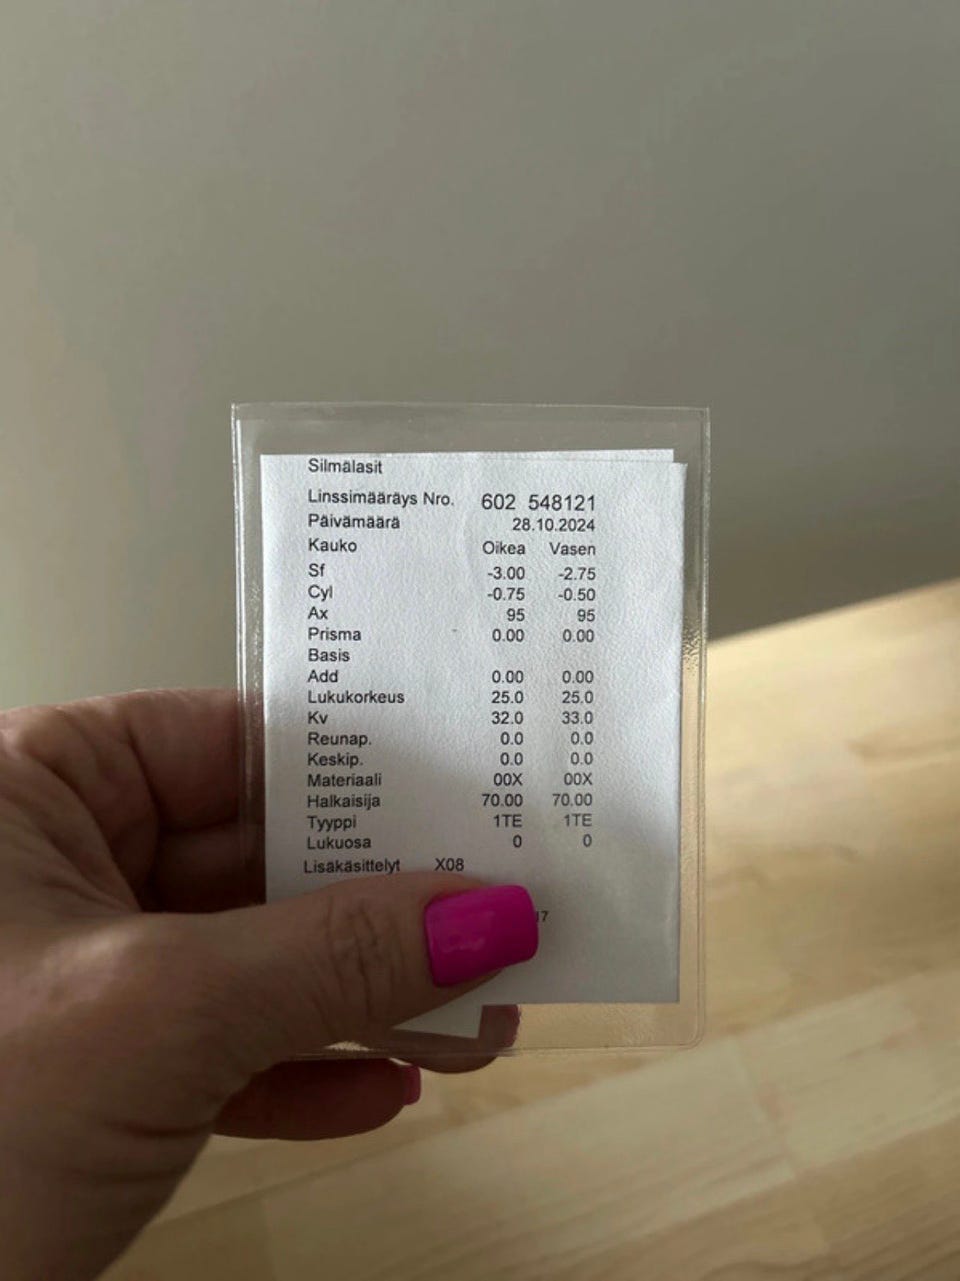 Silmälasit
Linssimääräys Nro. 602 548121
Päivämäärä 28.10.2024
Kauko Oikea Vasen
Sf -3.00 -2.75
Cyl -0.75 -0.50
Ax 95 95
Prisma 0.00 0.00
Basis
Add 0.00 0.00
Lukukorkeus 25.0 25.0
Kv 32.0 33.0
Reunap. 0.0 0.0
Keskip. 0.0 0.0
Materiaali 00X 00X
Halkaisija 70.00 70.00
Tyyppi 1TE 1TE
Lukuosa 0 0
Lisäkäsittelyt X08